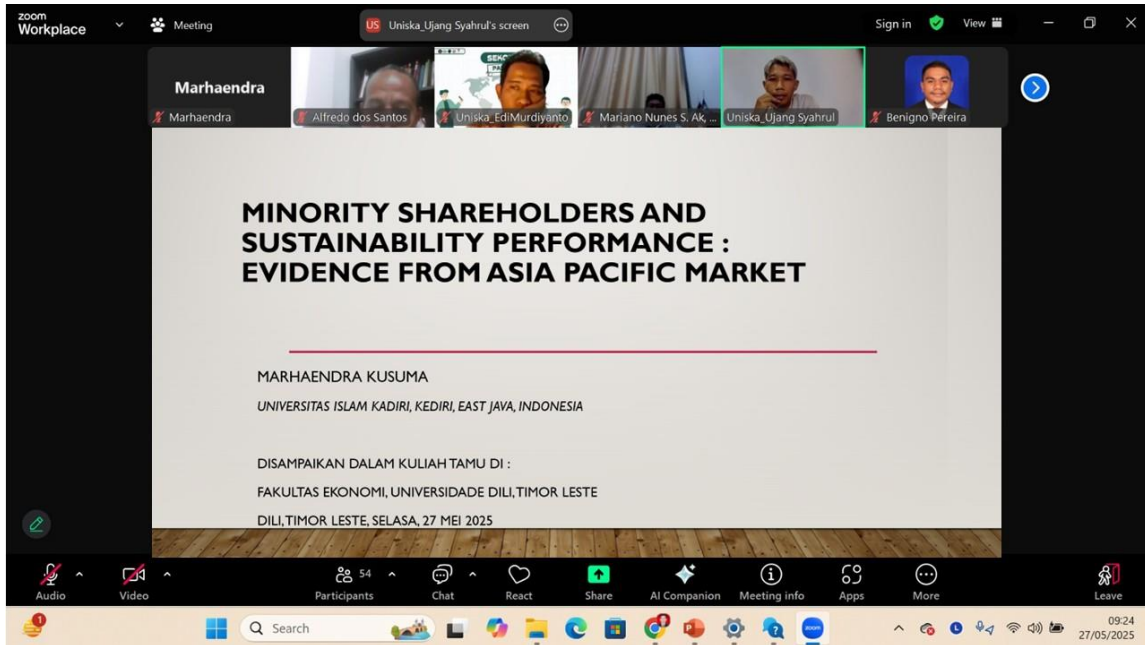 zoom
Workplace
Meeting
US Uniska_Ujang Syahrul's screen
Sign in
View
Marhaendra
Marhaendra
Alfredo dos Santos
Uniska_EdiMurdiyanto
Mariano Nunes S. Ak, ...
Uniska_Ujang Syahrul
Benigno Pereira
MINORITY SHAREHOLDERS AND
SUSTAINABILITY PERFORMANCE :
EVIDENCE FROM ASIA PACIFIC MARKET
MARHAENDRA KUSUMA
UNIVERSITAS ISLAM KADIRI, KEDIRI, EAST JAVA, INDONESIA
DISAMPAIKAN DALAM KULIAH TAMU DI :
FAKULTAS EKONOMI, UNIVERSIDADE DILI, TIMOR LESTE
DILI, TIMOR LESTE, SELASA, 27 MEI 2025
Audio
Video
54
Participants
Chat
React
Share
AI Companion
Meeting info
Apps
More
Leave
Search
zoom
09:24
27/05/2025